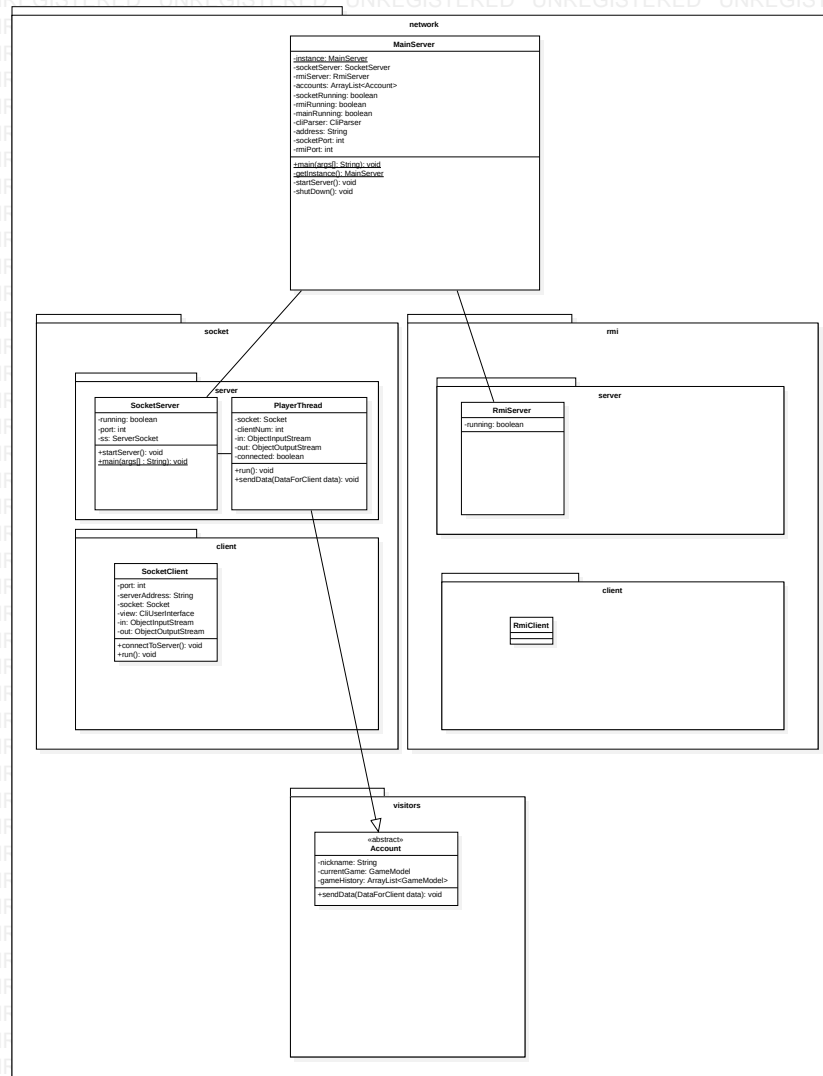 UNREGISTERED UNREGISTERED UNREGISTERED
network
MainServer
-instance: MainServer
-socketServer: SocketServer
-rmiServer: RmiServer
-accounts: ArrayList<Account>
-socketRunning: boolean
-rmiRunning: boolean
-mainRunning: boolean
-cliParser: CliParser
-address: String
-socketPort: int
-rmiPort: int
+main(args[]: String): void
-getInstance(): MainServer
-startServer(): void
-shutDown(): void
socket
server
SocketServer
-running: boolean
-port: int
-ss: ServerSocket
+startServer(): void
+main(args[] : String): void
PlayerThread
-socket: Socket
-clientNum: int
-in: ObjectInputStream
-out: ObjectOutputStream
-connected: boolean
+run(): void
+sendData(DataForClient data): void
client
SocketClient
-port: int
-serverAddress: String
-socket: Socket
-view: CliUserInterface
-in: ObjectInputStream
-out: ObjectOutputStream
+connectToServer(): void
+run(): void
rmi
server
RmiServer
-running: boolean
client
RmiClient
visitors
«abstract»
Account
-nickname: String
-currentGame: GameModel
-gameHistory: ArrayList<GameModel>
+sendData(DataForClient data): void